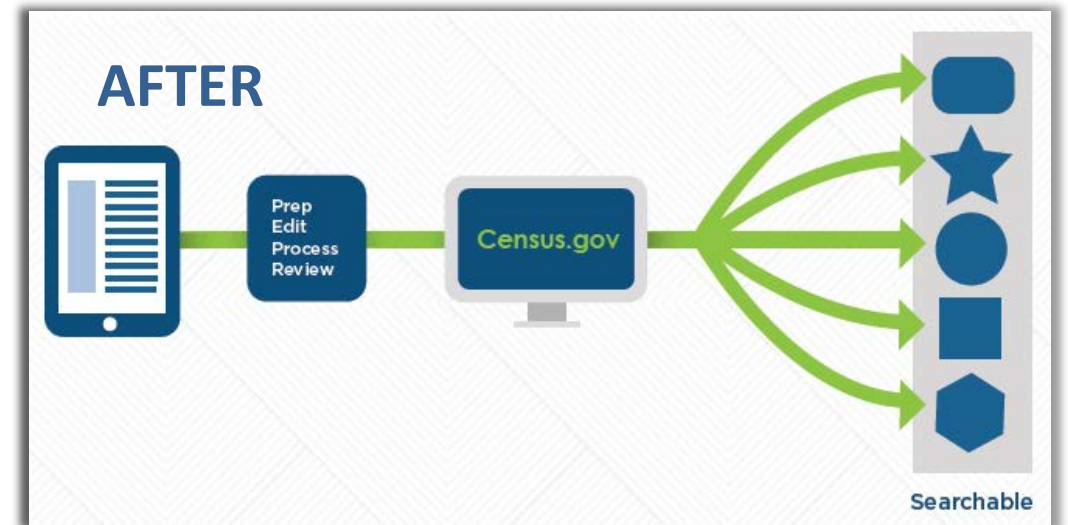 AFTER
Prep
Edit
Process
Review
Census.gov
Searchable